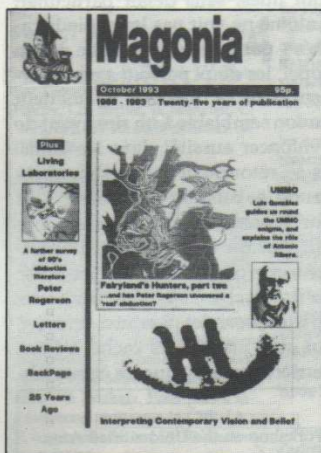 Magonia
October 1993 95p.
1968 - 1993 Twenty-five years of publication
Plus
Living
Laboratories
A further survey
of 90's
abduction
literature
Peter
Rogerson
Letters
Book Reviews
BackPage
25 Years
Ago
Fairyland's Hunters, part two
...and has Peter Rogerson uncovered a
'real' abduction?
UMMO
Luis González
guides us round
the UMMO
enigma, and
explains the rôle
of Antonio
Ribera.
Interpreting Contemporary Vision and Belief